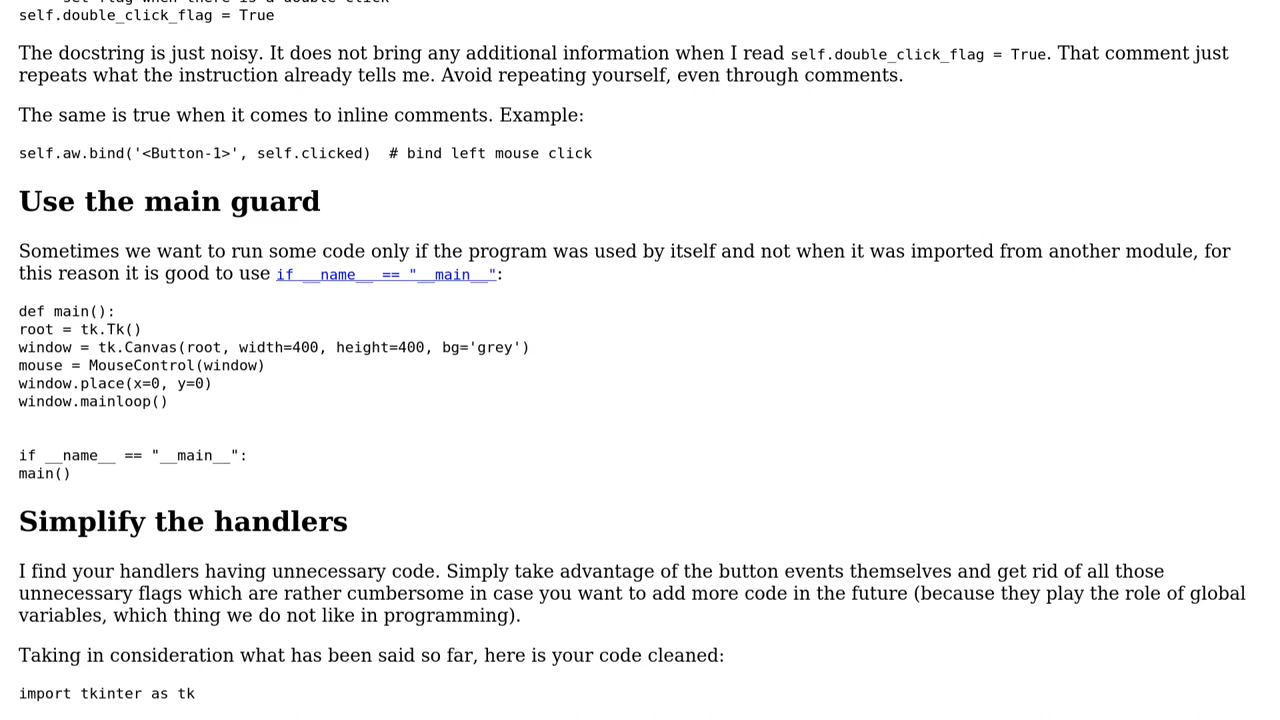 self.double_click_flag = True
The docstring is just noisy. It does not bring any additional information when I read self.double_click_flag = True. That comment just
repeats what the instruction already tells me. Avoid repeating yourself, even through comments.
The same is true when it comes to inline comments. Example:
self.aw.bind('<Button-1>', self.clicked)  # bind left mouse click
Use the main guard
Sometimes we want to run some code only if the program was used by itself and not when it was imported from another module, for
this reason it is good to use if __name__ == "__main__":
def main():
root = tk.Tk()
window = tk.Canvas(root, width=400, height=400, bg='grey')
mouse = MouseControl(window)
window.place(x=0, y=0)
window.mainloop()
if __name__ == "__main__":
main()
Simplify the handlers
I find your handlers having unnecessary code. Simply take advantage of the button events themselves and get rid of all those
unnecessary flags which are rather cumbersome in case you want to add more code in the future (because they play the role of global
variables, which thing we do not like in programming).
Taking in consideration what has been said so far, here is your code cleaned:
import tkinter as tk